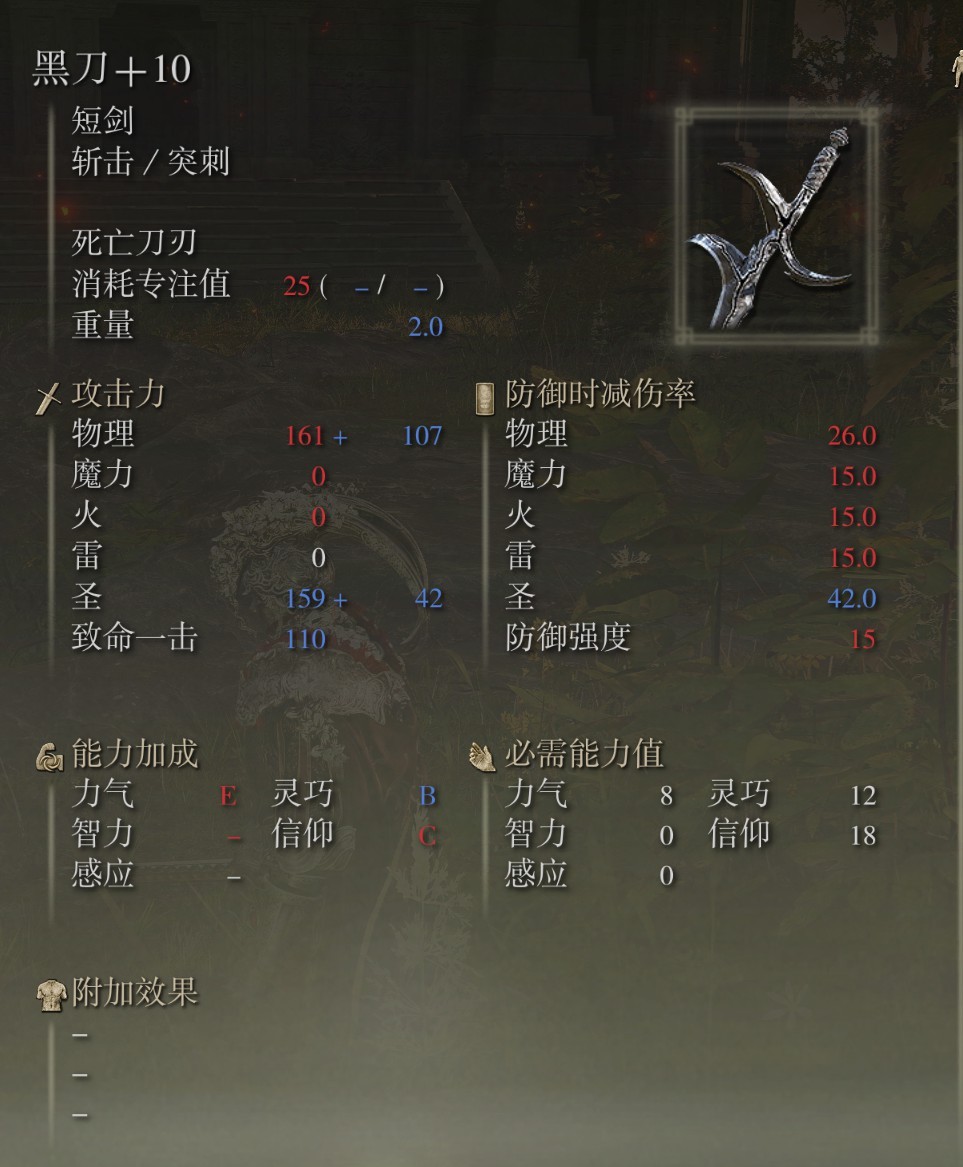 黑刀+10
短剑
斩击 / 突刺
死亡刀刃
消耗专注值 25 ( – / – )
重量 2.0
攻击力
物理 161 + 107
魔力 0
火 0
雷 0
圣 159 + 42
致命一击 110
防御时减伤率
物理 26.0
魔力 15.0
火 15.0
雷 15.0
圣 42.0
防御强度 15
能力加成
力气 E 灵巧 B
智力 – 信仰 C
感应 –
必需能力值
力气 8 灵巧 12
智力 0 信仰 18
感应 0
附加效果
–
–
–